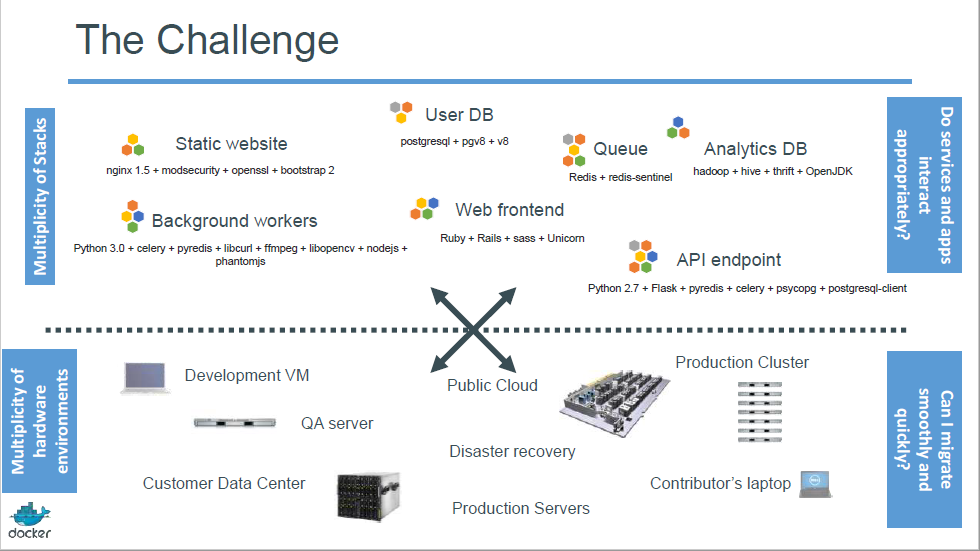 The Challenge
Multiplicity of Stacks
Static website
nginx 1.5 + modsecurity + openssl + bootstrap 2
User DB
postgresql + pgv8 + v8
Queue
Redis + redis-sentinel
Analytics DB
hadoop + hive + thrift + OpenJDK
Background workers
Python 3.0 + celery + pyredis + libcurl + ffmpeg + libopencv + nodejs +
phantomjs
Web frontend
Ruby + Rails + sass + Unicorn
API endpoint
Python 2.7 + Flask + pyredis + celery + psycopg + postgresql-client
Do services and apps
interact
appropriately?
Multiplicity of
hardware
environments
Development VM
QA server
Customer Data Center
Public Cloud
Disaster recovery
Production Servers
Production Cluster
Contributor’s laptop
DELL
Can I migrate
smoothly and
quickly?
docker